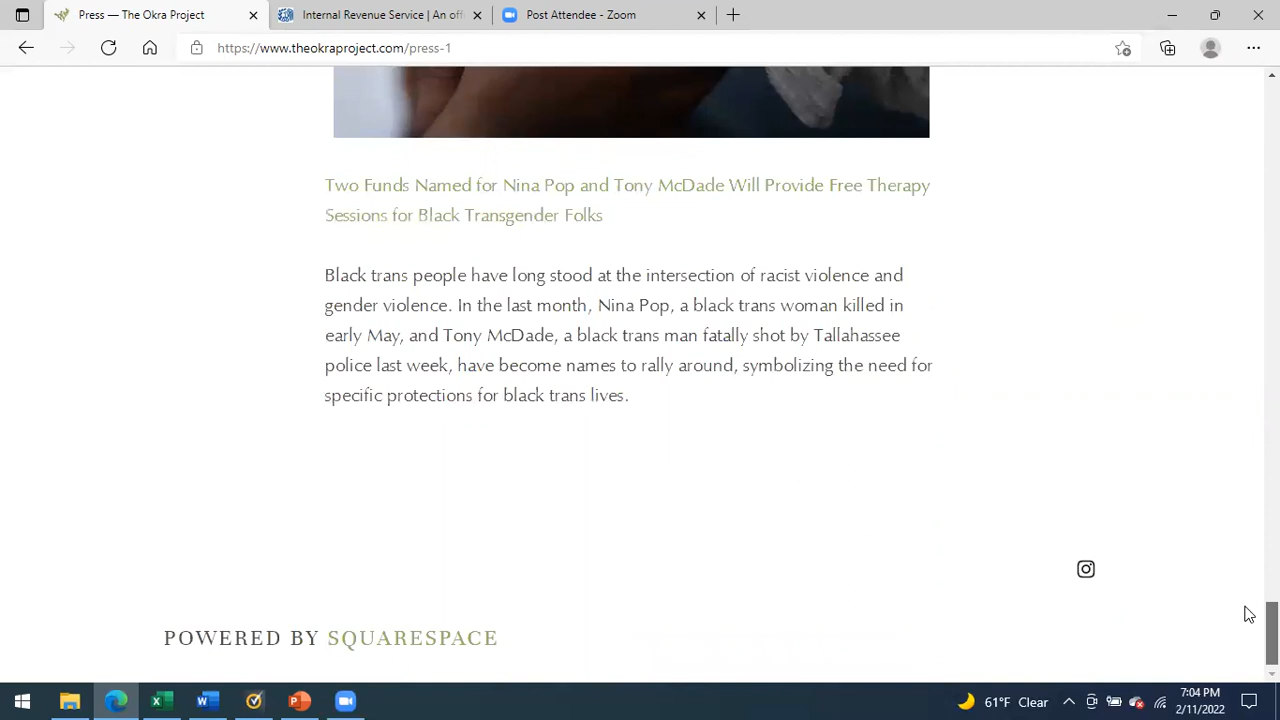 Press — The Okra Project
Internal Revenue Service | An off
Post Attendee - Zoom
https://www.theokraproject.com/press-1
Two Funds Named for Nina Pop and Tony McDade Will Provide Free Therapy
Sessions for Black Transgender Folks
Black trans people have long stood at the intersection of racist violence and
gender violence. In the last month, Nina Pop, a black trans woman killed in
early May, and Tony McDade, a black trans man fatally shot by Tallahassee
police last week, have become names to rally around, symbolizing the need for
specific protections for black trans lives.
POWERED BY SQUARESPACE
61°F Clear
7:04 PM
2/11/2022